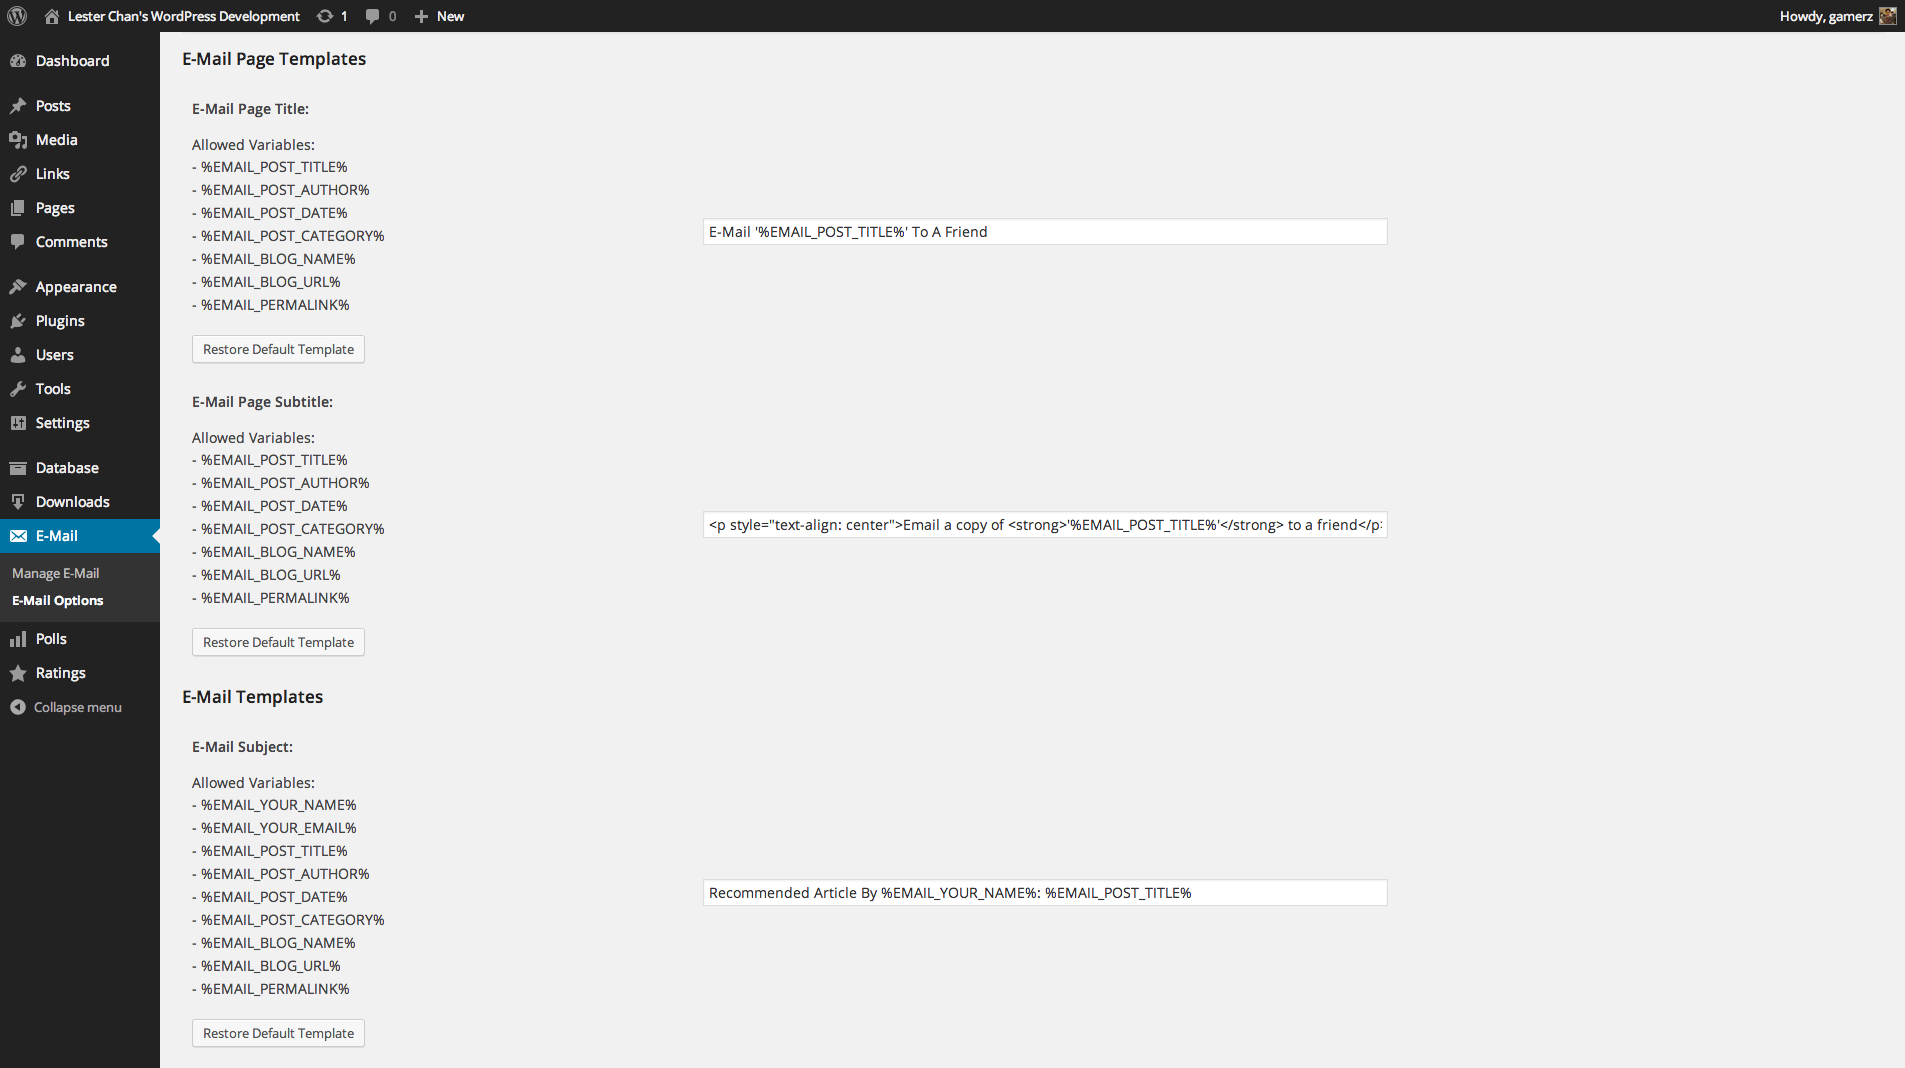 Lester Chan's WordPress Development 1 0 New Howdy, gamerz
Dashboard
Posts
Media
Links
Pages
Comments
Appearance
Plugins
Users
Tools
Settings
Database
Downloads
E-Mail
Manage E-Mail
E-Mail Options
Polls
Ratings
Collapse menu
E-Mail Page Templates
E-Mail Page Title:
Allowed Variables:
- %EMAIL_POST_TITLE%
- %EMAIL_POST_AUTHOR%
- %EMAIL_POST_DATE%
- %EMAIL_POST_CATEGORY%
- %EMAIL_BLOG_NAME%
- %EMAIL_BLOG_URL%
- %EMAIL_PERMALINK%
Restore Default Template
E-Mail '%EMAIL_POST_TITLE%' To A Friend
E-Mail Page Subtitle:
Allowed Variables:
- %EMAIL_POST_TITLE%
- %EMAIL_POST_AUTHOR%
- %EMAIL_POST_DATE%
- %EMAIL_POST_CATEGORY%
- %EMAIL_BLOG_NAME%
- %EMAIL_BLOG_URL%
- %EMAIL_PERMALINK%
Restore Default Template
<p style="text-align: center">Email a copy of <strong>'%EMAIL_POST_TITLE%'</strong> to a friend</p>
E-Mail Templates
E-Mail Subject:
Allowed Variables:
- %EMAIL_YOUR_NAME%
- %EMAIL_YOUR_EMAIL%
- %EMAIL_POST_TITLE%
- %EMAIL_POST_AUTHOR%
- %EMAIL_POST_DATE%
- %EMAIL_POST_CATEGORY%
- %EMAIL_BLOG_NAME%
- %EMAIL_BLOG_URL%
- %EMAIL_PERMALINK%
Restore Default Template
Recommended Article By %EMAIL_YOUR_NAME%: %EMAIL_POST_TITLE%